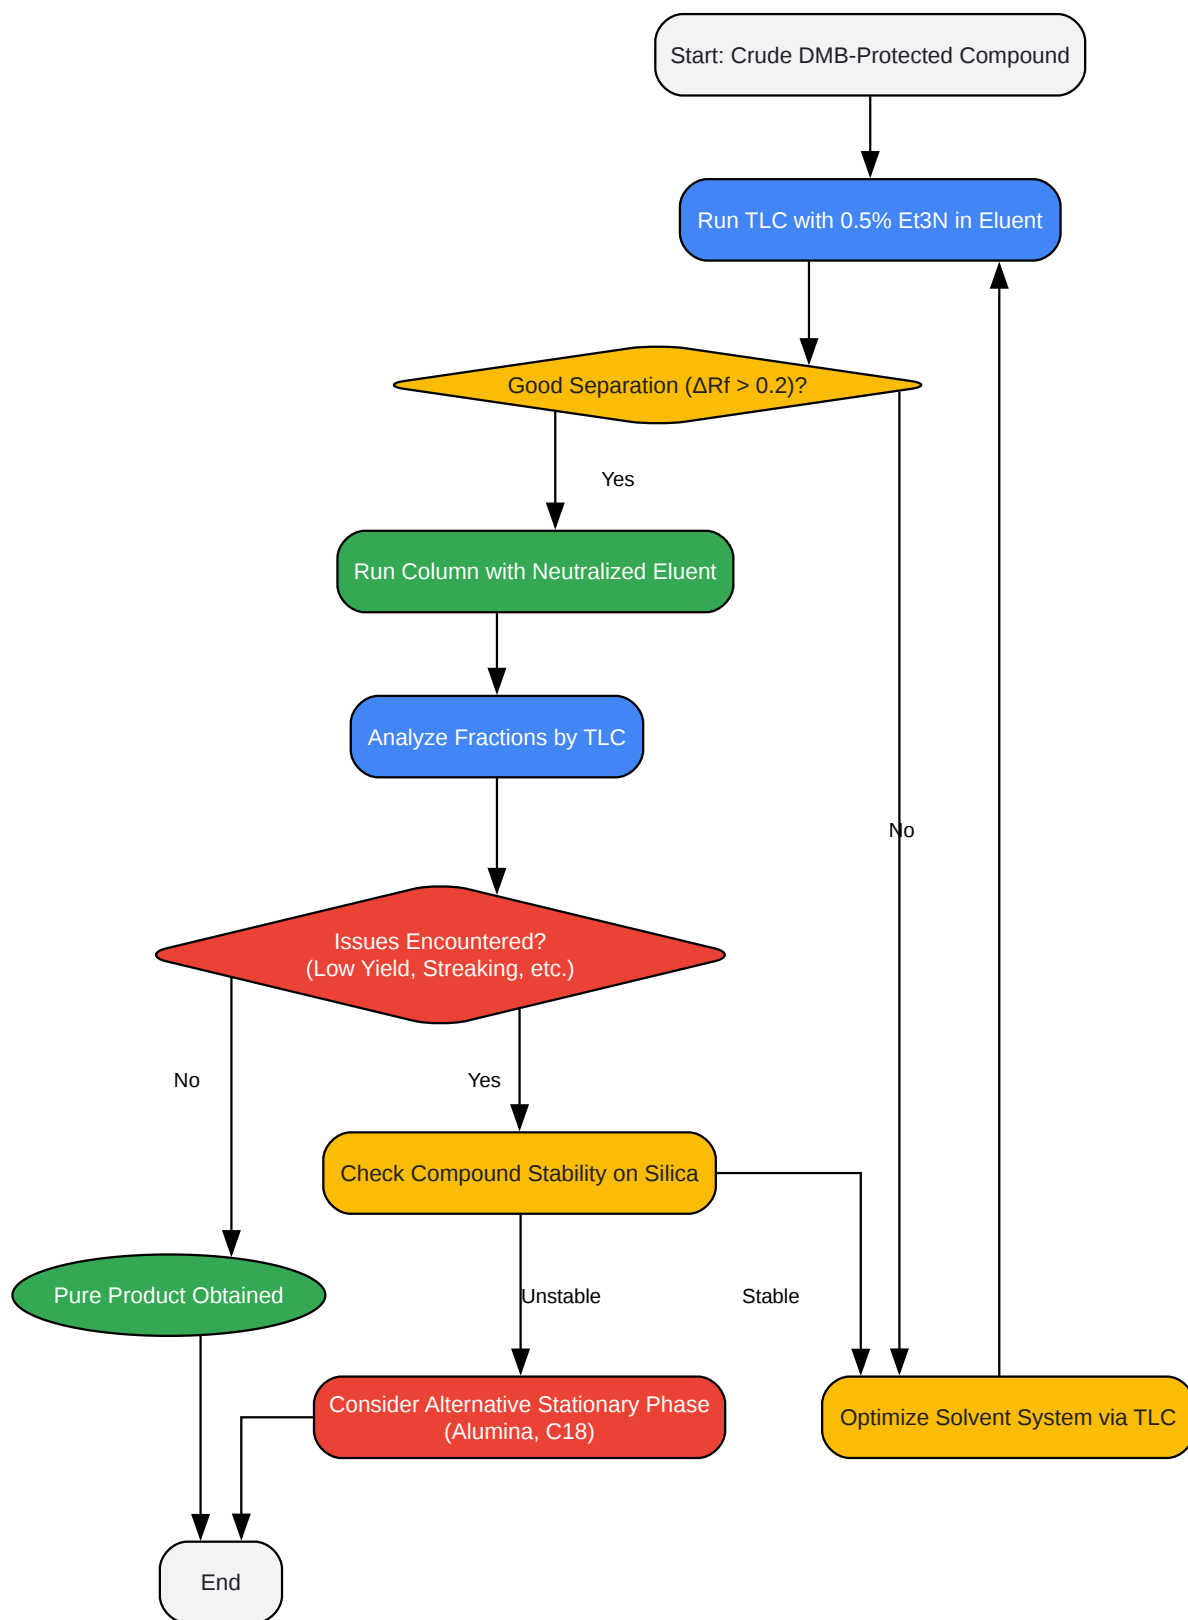 Start: Crude DMB-Protected Compound
Run TLC with 0.5% Et3N in Eluent
Good Separation (ΔRf > 0.2)?
Yes
Run Column with Neutralized Eluent
Analyze Fractions by TLC
No
Issues Encountered?
(Low Yield, Streaking, etc.)
No
Yes
Check Compound Stability on Silica
Pure Product Obtained
Unstable
Stable
Consider Alternative Stationary Phase
(Alumina, C18)
Optimize Solvent System via TLC
End